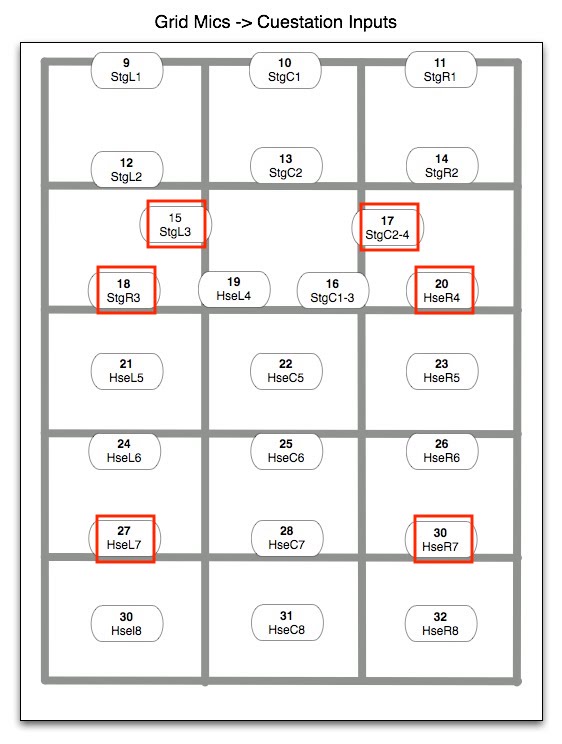 Grid Mics -> Cuestation Inputs
9
StgL1
10
StgC1
11
StgR1
12
StgL2
13
StgC2
14
StgR2
15
StgL3
17
StgC2-4
18
StgR3
19
HseL4
16
StgC1-3
20
HseR4
21
HseL5
22
HseC5
23
HseR5
24
HseL6
25
HseC6
26
HseR6
27
HseL7
28
HseC7
30
HseR7
30
Hsel8
31
HseC8
32
HseR8